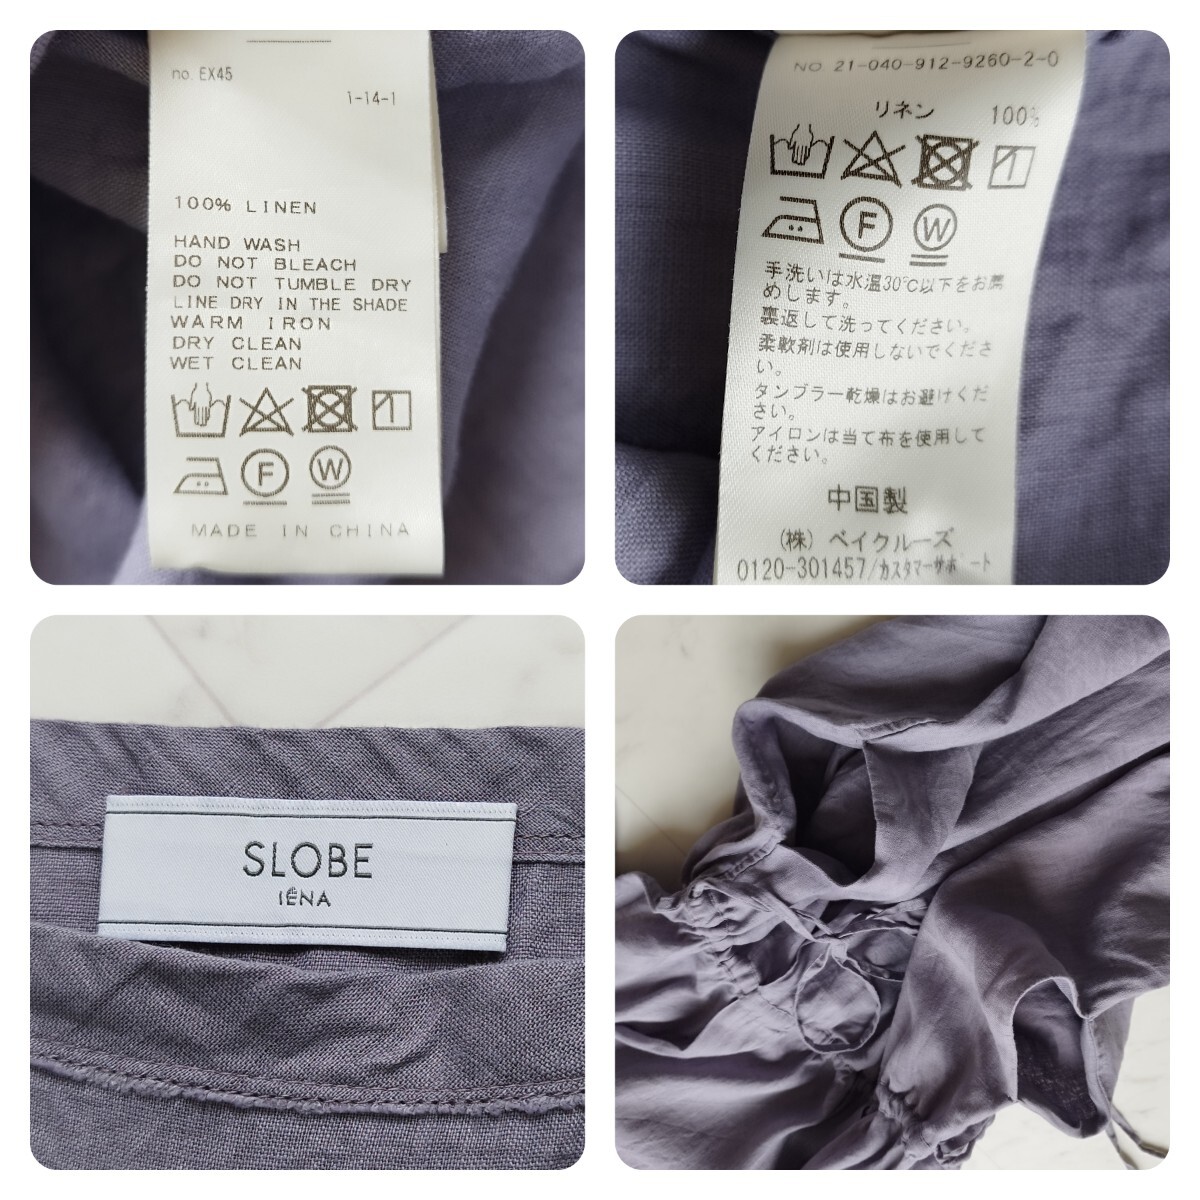 no. EX45
1-14-1
100% LINEN
HAND WASH
DO NOT BLEACH
DO NOT TUMBLE DRY
LINE DRY IN THE SHADE
WARM IRON
DRY CLEAN
WET CLEAN
F W
MADE IN CHINA
NO 21-040-912-9260-2-0
リネン 100%
F W
手洗いは水温30℃以下をお薦
めします。
裏返して洗ってください。
柔軟剤は使用しないでくださ
い。
タンブラー乾燥はお避けくだ
さい。
アイロンは当て布を使用して
ください。
中国製
(株) ベイクルーズ
0120-301457/カスタマーサポート
SLOBE
IÉNA